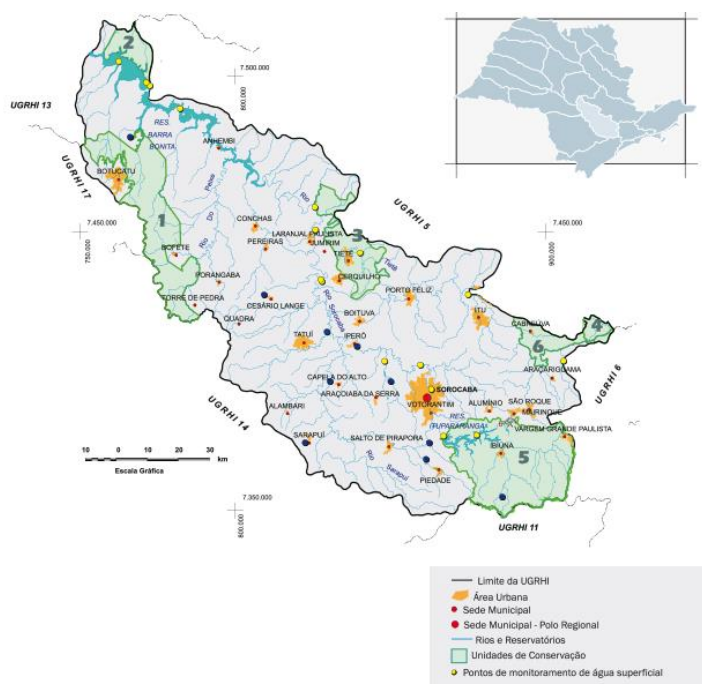 2
7.500.000
800.000
UGRHI 13
RES.
BARRA
BONITA
ANHEMBI
UGRHI 17
BOTUCATU
Rio Do Peixe
Rio
UGRHI 5
7.450.000
750.000
1
CONCHAS
LARANJAL PAULISTA
JUMIRIM
3
7.450.000
900.000
PEREIRAS
TIETÊ
Tietê
BOFETE
CERQUILHO
PORANGABA
TORRE DE PEDRA
CESÁRIO LANGE
Rio Sorocaba
PORTO FELIZ
QUADRA
BOITUVA
ITU
CABREÚVA
4
TATUÍ
IPERÓ
6
ARAÇARIGUAMA
UGRHI 6
CAPELA DO ALTO
SOROCABA
ARAÇOIABA DA SERRA
VOTORANTIM
ALUMÍNIO
SÃO ROQUE
MAIRINQUE
UGRHI 14
ALAMBARI
RES.
ITUPARARANGA
VARGEM GRANDE PAULISTA
SARAPUÍ
SALTO DE PIRAPORA
IBIÚNA
5
Rio Sarapuí
PIEDADE
10 0 10 20 30 km
Escala Gráfica
7.350.000
800.000
UGRHI 11
Limite da UGRHI
Área Urbana
Sede Municipal
Sede Municipal - Polo Regional
Rios e Reservatórios
Unidades de Conservação
Pontos de monitoramento de água superficial